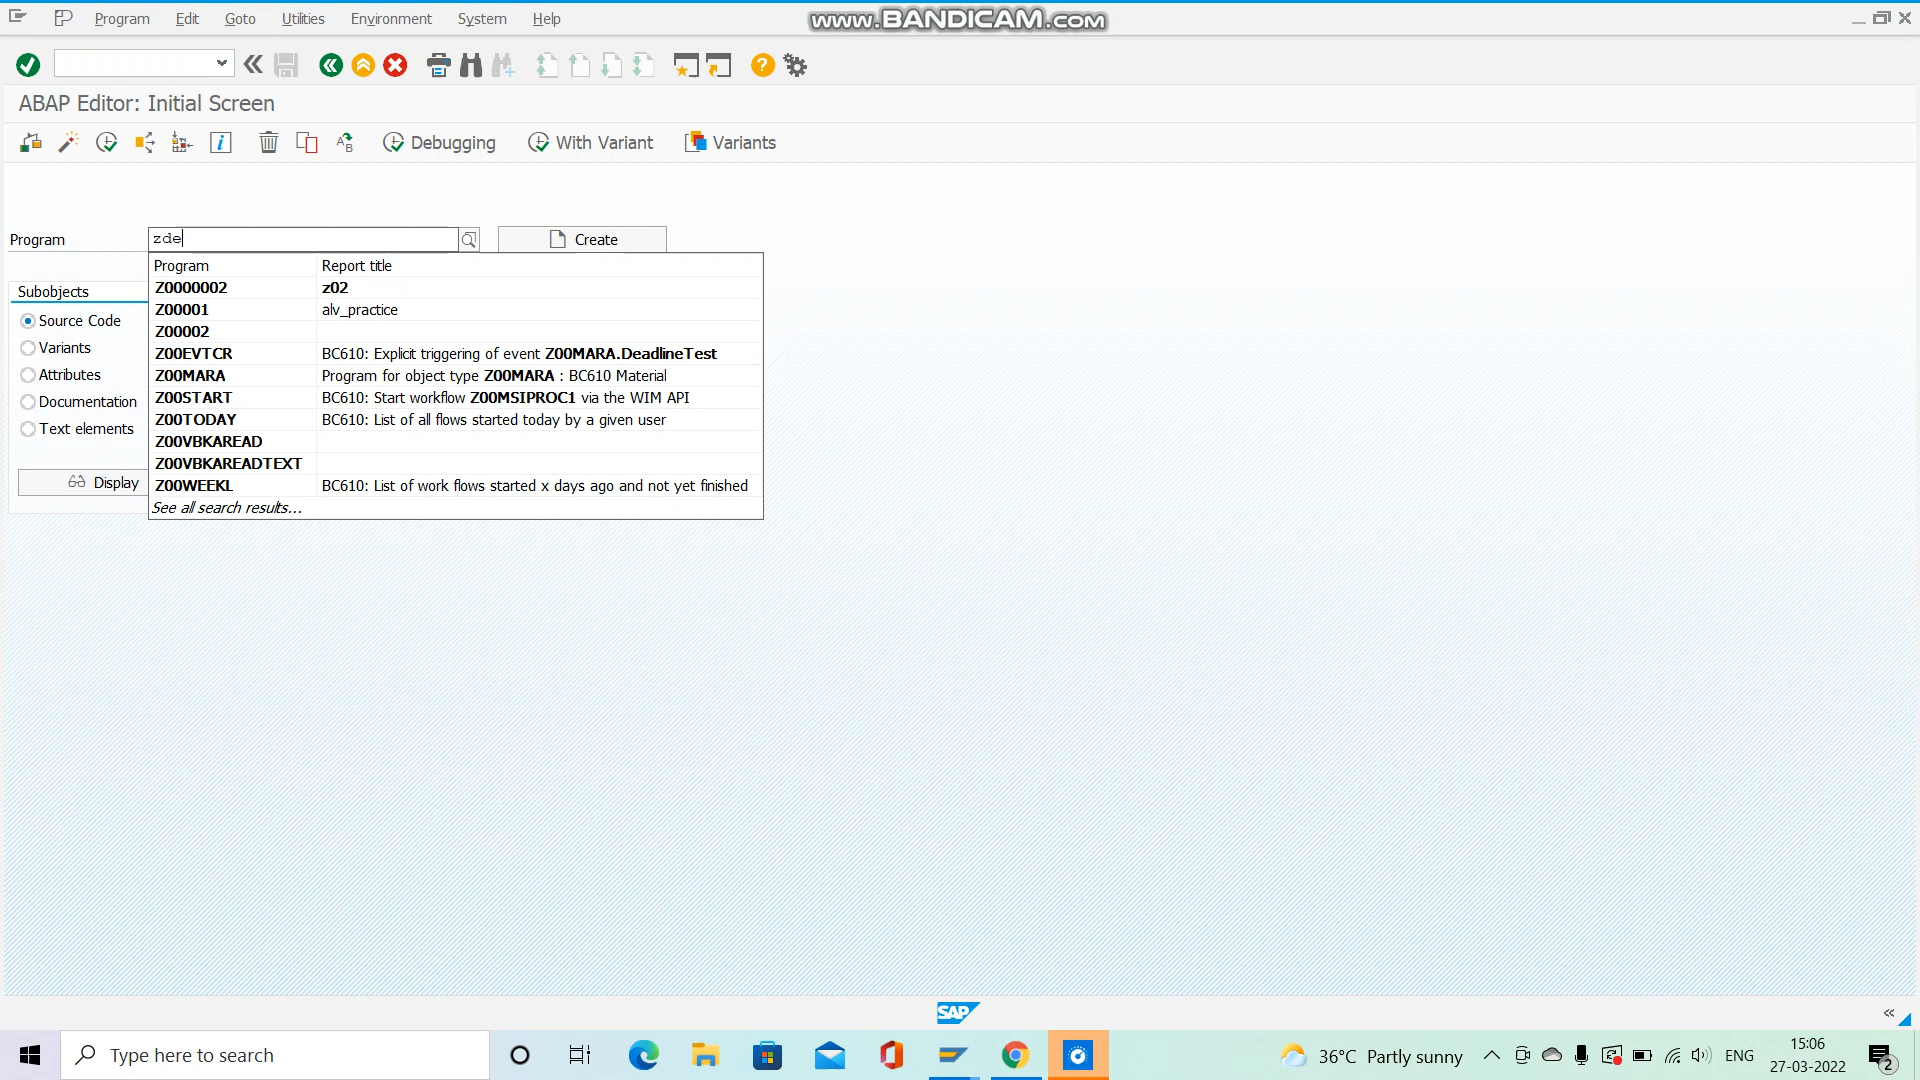 Program Edit Goto Utilities Environment System Help
www.BANDICAM.com
ABAP Editor: Initial Screen
Debugging With Variant Variants
Program zde Create
Program Report title
Z0000002 z02
Z00001 alv_practice
Z00002
Z00EVTCR BC610: Explicit triggering of event Z00MARA.DeadlineTest
Z00MARA Program for object type Z00MARA : BC610 Material
Z00START BC610: Start workflow Z00MSIPROC1 via the WIM API
Z00TODAY BC610: List of all flows started today by a given user
Z00VBKAREAD
Z00VBKAREADTEXT
Z00WEEKL BC610: List of work flows started x days ago and not yet finished
See all search results...
Subobjects
Source Code
Variants
Attributes
Documentation
Text elements
Display
SAP
Type here to search
36°C Partly sunny
ENG
15:06
27-03-2022
2